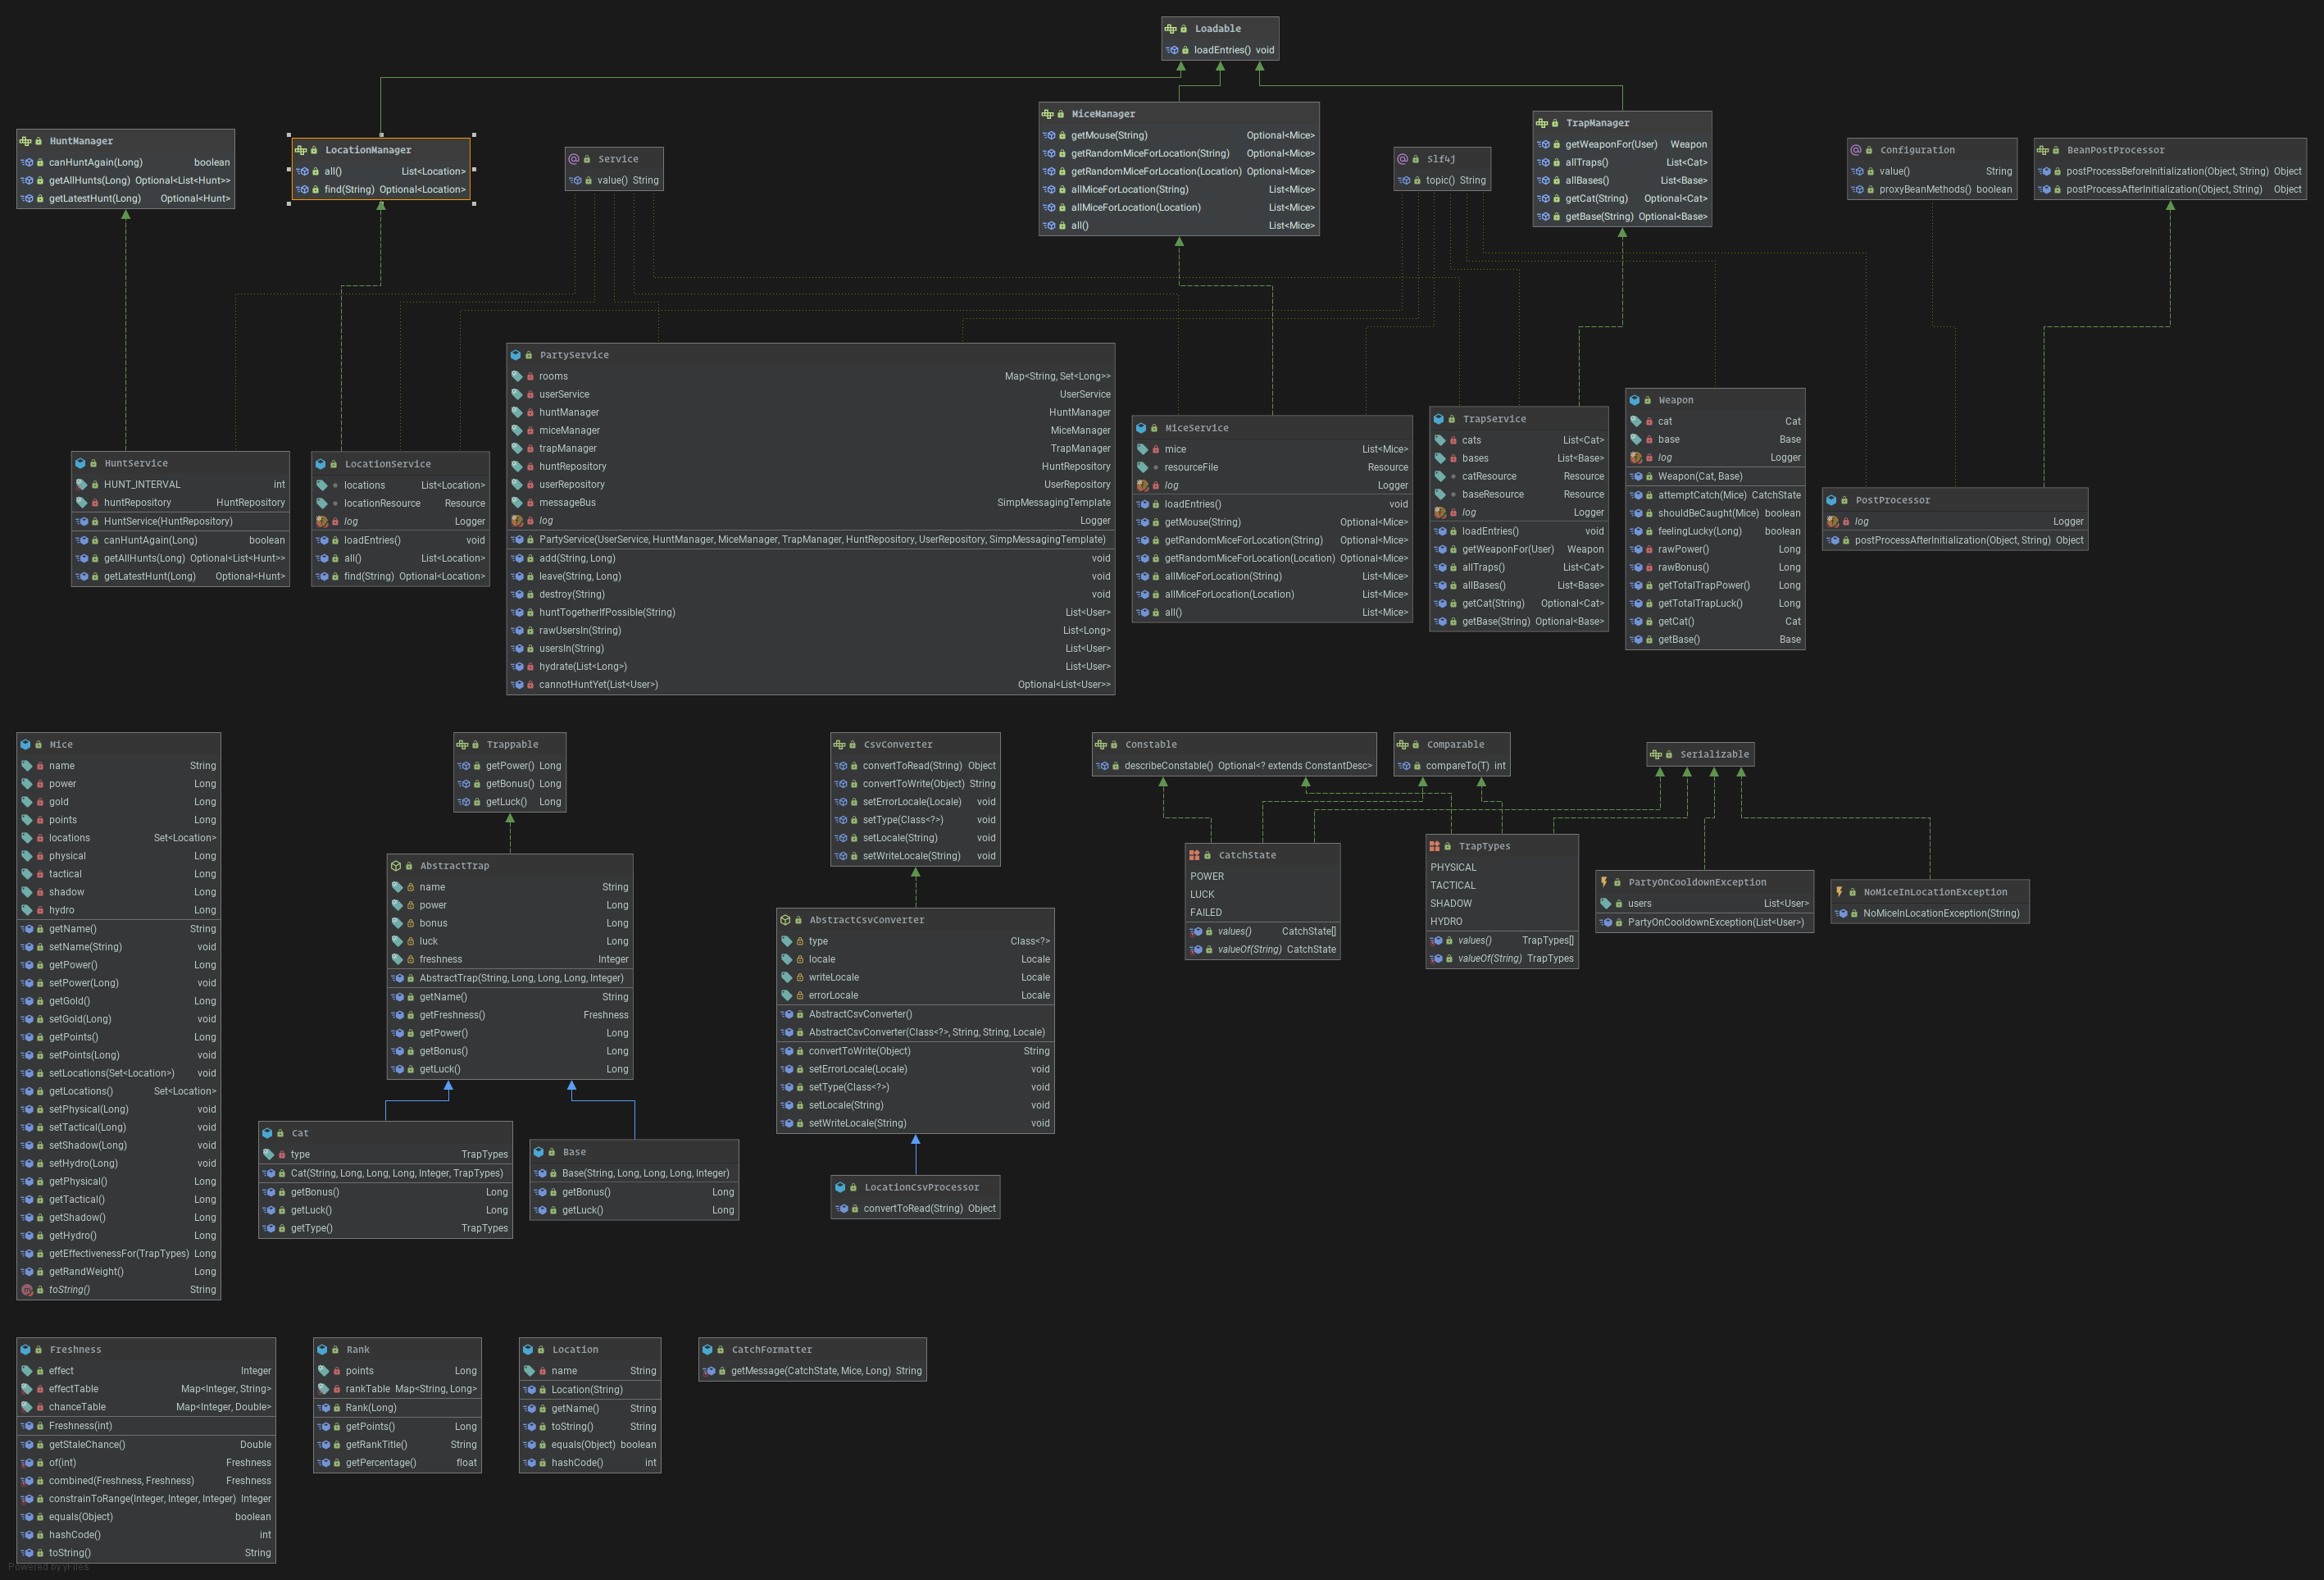 Loadable
loadEntries() void
HuntManager
canHuntAgain(Long) boolean
getAllHunts(Long) Optional<List<Hunt>>
getLatestHunt(Long) Optional<Hunt>
LocationManager
all() List<Location>
find(String) Optional<Location>
Service
value() String
MiceManager
getMouse(String) Optional<Mice>
getRandomMiceForLocation(String) Optional<Mice>
getRandomMiceForLocation(Location) Optional<Mice>
allMiceForLocation(String) List<Mice>
allMiceForLocation(Location) List<Mice>
all() List<Mice>
Slf4j
topic() String
TrapManager
getWeaponFor(User) Weapon
allTraps() List<Cat>
allBases() List<Base>
getCat(String) Optional<Cat>
getBase(String) Optional<Base>
Configuration
value() String
proxyBeanMethods() boolean
BeanPostProcessor
postProcessBeforeInitialization(Object, String) Object
postProcessAfterInitialization(Object, String) Object
HuntService
HUNT_INTERVAL int
huntRepository HuntRepository
HuntService(HuntRepository)
canHuntAgain(Long) boolean
getAllHunts(Long) Optional<List<Hunt>>
getLatestHunt(Long) Optional<Hunt>
LocationService
locations List<Location>
locationResource Resource
log Logger
loadEntries() void
all() List<Location>
find(String) Optional<Location>
PartyService
rooms Map<String, Set<Long>>
userService UserService
huntManager HuntManager
miceManager MiceManager
trapManager TrapManager
huntRepository HuntRepository
userRepository UserRepository
messageBus SimpMessagingTemplate
log Logger
PartyService(UserService, HuntManager, MiceManager, TrapManager, HuntRepository, UserRepository, SimpMessagingTemplate)
add(String, Long) void
leave(String, Long) void
destroy(String) void
huntTogetherIfPossible(String) List<User>
rawUsersIn(String) List<Long>
usersIn(String) List<User>
hydrate(List<Long>) List<User>
cannotHuntYet(List<User>) Optional<List<User>>
MiceService
mice List<Mice>
resourceFile Resource
log Logger
loadEntries() void
getMouse(String) Optional<Mice>
getRandomMiceForLocation(String) Optional<Mice>
getRandomMiceForLocation(Location) Optional<Mice>
allMiceForLocation(String) List<Mice>
allMiceForLocation(Location) List<Mice>
all() List<Mice>
TrapService
cats List<Cat>
bases List<Base>
catResource Resource
baseResource Resource
log Logger
loadEntries() void
getWeaponFor(User) Weapon
allTraps() List<Cat>
allBases() List<Base>
getCat(String) Optional<Cat>
getBase(String) Optional<Base>
Weapon
cat Cat
base Base
log Logger
Weapon(Cat, Base)
attemptCatch(Mice) CatchState
shouldBeCaught(Mice) boolean
feelingLucky(Long) boolean
rawPower() Long
rawBonus() Long
getTotalTrapPower() Long
getTotalTrapLuck() Long
getCat() Cat
getBase() Base
PostProcessor
log Logger
postProcessAfterInitialization(Object, String) Object
Mice
name String
power Long
gold Long
points Long
locations Set<Location>
physical Long
tactical Long
shadow Long
hydro Long
getName() String
setName(String) void
getPower() Long
setPower(Long) void
getGold() Long
setGold(Long) void
getPoints() Long
setPoints(Long) void
setLocations(Set<Location>) void
getLocations() Set<Location>
setPhysical(Long) void
setTactical(Long) void
setShadow(Long) void
setHydro(Long) void
getPhysical() Long
getTactical() Long
getShadow() Long
getHydro() Long
getEffectivenessFor(TrapTypes) Long
getRandWeight() Long
toString() String
Trappable
getPower() Long
getBonus() Long
getLuck() Long
AbstractTrap
name String
power Long
bonus Long
luck Long
freshness Integer
AbstractTrap(String, Long, Long, Long, Integer)
getName() String
getFreshness() Freshness
getPower() Long
getBonus() Long
getLuck() Long
Cat
type TrapTypes
Cat(String, Long, Long, Long, Integer, TrapTypes)
getBonus() Long
getLuck() Long
getType() TrapTypes
Base
Base(String, Long, Long, Long, Integer)
getBonus() Long
getLuck() Long
CsvConverter
convertToRead(String) Object
convertToWrite(Object) String
setErrorLocale(Locale) void
setType(Class<?>) void
setLocale(String) void
setWriteLocale(String) void
AbstractCsvConverter
type Class<?>
locale Locale
writeLocale Locale
errorLocale Locale
AbstractCsvConverter()
AbstractCsvConverter(Class<?>, String, String, Locale)
convertToWrite(Object) String
setErrorLocale(Locale) void
setType(Class<?>) void
setLocale(String) void
setWriteLocale(String) void
LocationCsvProcessor
convertToRead(String) Object
Constable
describeConstable() Optional<? extends ConstantDesc>
Comparable
compareTo(T) int
Serializable
CatchState
POWER
LUCK
FAILED
values() CatchState[]
valueOf(String) CatchState
TrapTypes
PHYSICAL
TACTICAL
SHADOW
HYDRO
values() TrapTypes[]
valueOf(String) TrapTypes
PartyOnCooldownException
users List<User>
PartyOnCooldownException(List<User>)
NoMiceInLocationException
NoMiceInLocationException(String)
Freshness
effect Integer
effectTable Map<Integer, String>
chanceTable Map<Integer, Double>
Freshness(int)
getStaleChance() Double
of(int) Freshness
combined(Freshness, Freshness) Freshness
constrainToRange(Integer, Integer, Integer) Integer
equals(Object) boolean
hashCode() int
toString() String
Rank
points Long
rankTable Map<String, Long>
Rank(Long)
getPoints() Long
getRankTitle() String
getPercentage() float
Location
name String
Location(String)
getName() String
toString() String
equals(Object) boolean
hashCode() int
CatchFormatter
getMessage(CatchState, Mice, Long) String
Powered by yFiles